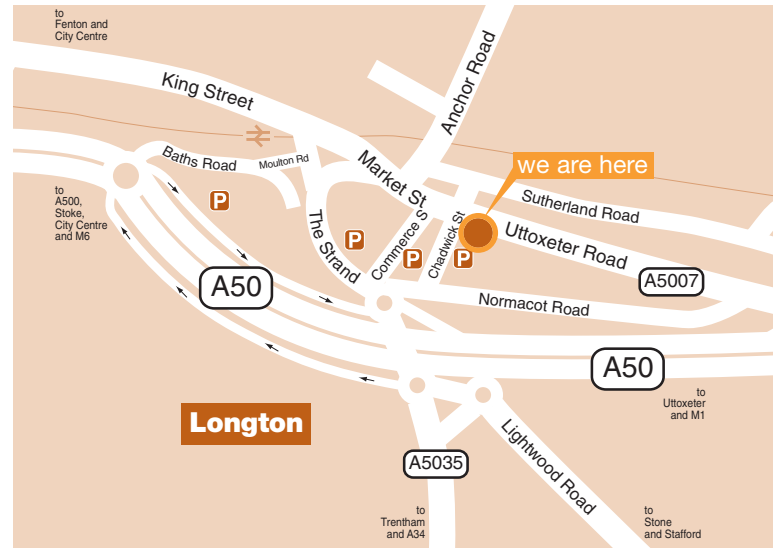 to
Fenton and
City Centre
King Street
Anchor Road
Baths Road
Moulton Rd
Market St
we are here
Sutherland Road
to
A500,
Stoke,
City Centre
and M6
P
P
P
P
The Strand
Commerce S
Chadwick St
Uttoxeter Road
A50
A5007
Normacot Road
A50
to
Uttoxeter
and M1
Longton
Lightwood Road
A5035
to
Trentham
and A34
to
Stone
and Stafford